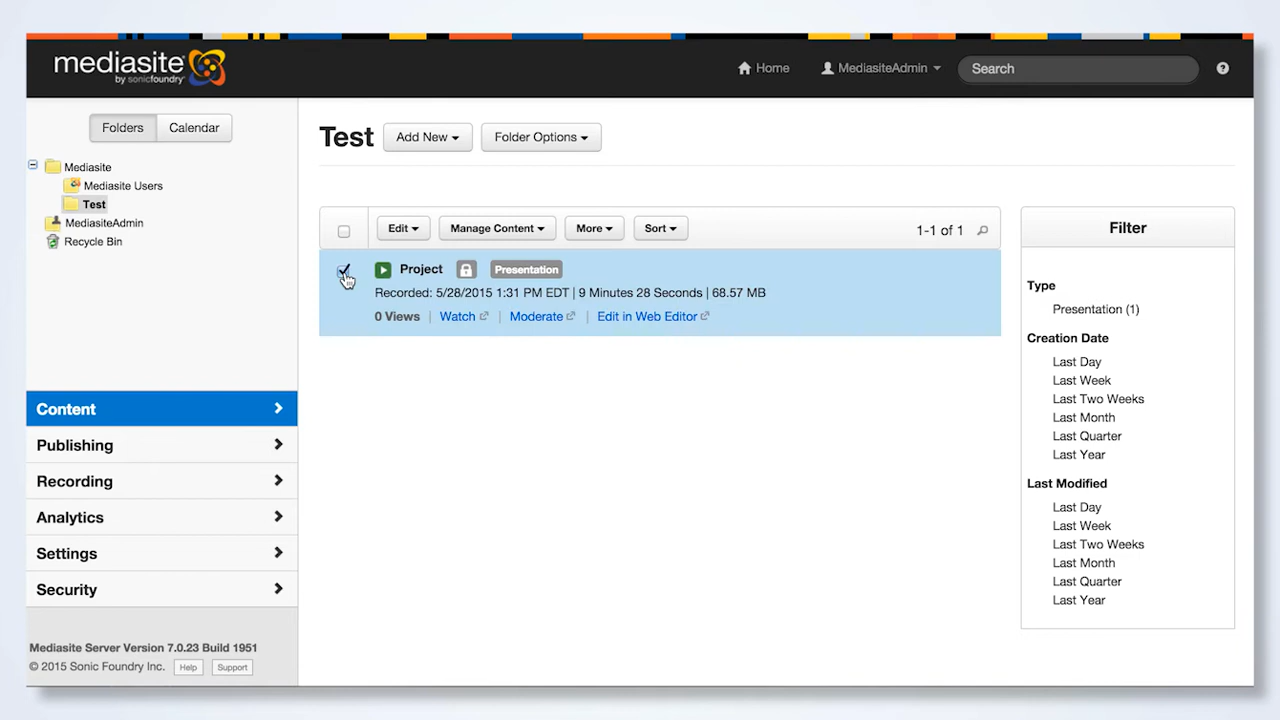 mediasite
by sonicfoundry
Home
MediasiteAdmin
Search
?
Folders
Calendar
Mediasite
Mediasite Users
Test
MediasiteAdmin
Recycle Bin
Content
Publishing
Recording
Analytics
Settings
Security
Mediasite Server Version 7.0.23 Build 1951
© 2015 Sonic Foundry Inc. Help Support
Test
Add New
Folder Options
Edit
Manage Content
More
Sort
1-1 of 1
Project Presentation
Recorded: 5/28/2015 1:31 PM EDT | 9 Minutes 28 Seconds | 68.57 MB
0 Views | Watch | Moderate | Edit in Web Editor
Filter
Type
Presentation (1)
Creation Date
Last Day
Last Week
Last Two Weeks
Last Month
Last Quarter
Last Year
Last Modified
Last Day
Last Week
Last Two Weeks
Last Month
Last Quarter
Last Year